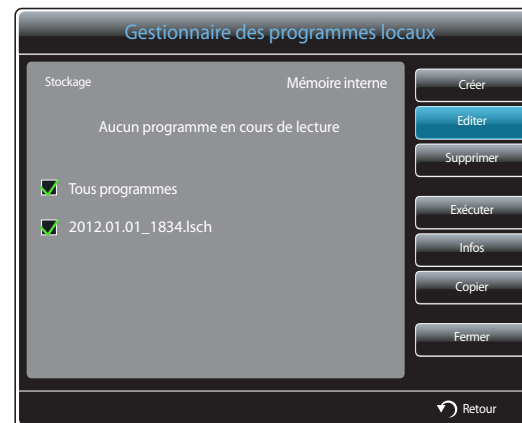 Gestionnaire des programmes locaux
Stockage
Mémoire interne
Aucun programme en cours de lecture
Tous programmes
2012.01.01_1834.lsch
Créer
Editer
Supprimer
Exécuter
Infos
Copier
Fermer
Retour